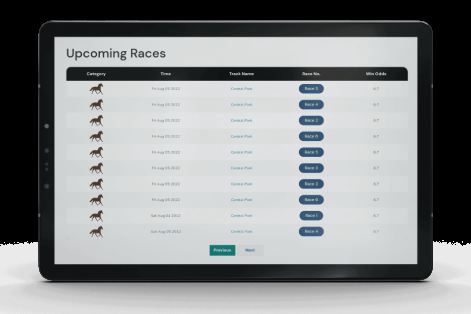 Upcoming Races
Category Time Track Name Race No. Win Odds
Fri Aug 05 2022 Central Park Race 3 6.7
Fri Aug 05 2022 Central Park Race 4 6.7
Fri Aug 05 2022 Central Park Race 2 6.7
Fri Aug 05 2022 Central Park Race 6 6.7
Fri Aug 05 2022 Central Park Race 5 6.7
Fri Aug 05 2022 Central Park Race 3 6.7
Fri Aug 05 2022 Central Park Race 2 6.7
Fri Aug 05 2022 Central Park Race 6 6.7
Sat Aug Central Park Race 1 6.7
Sat Aug Central Park Race 4 6.7
Previous Next